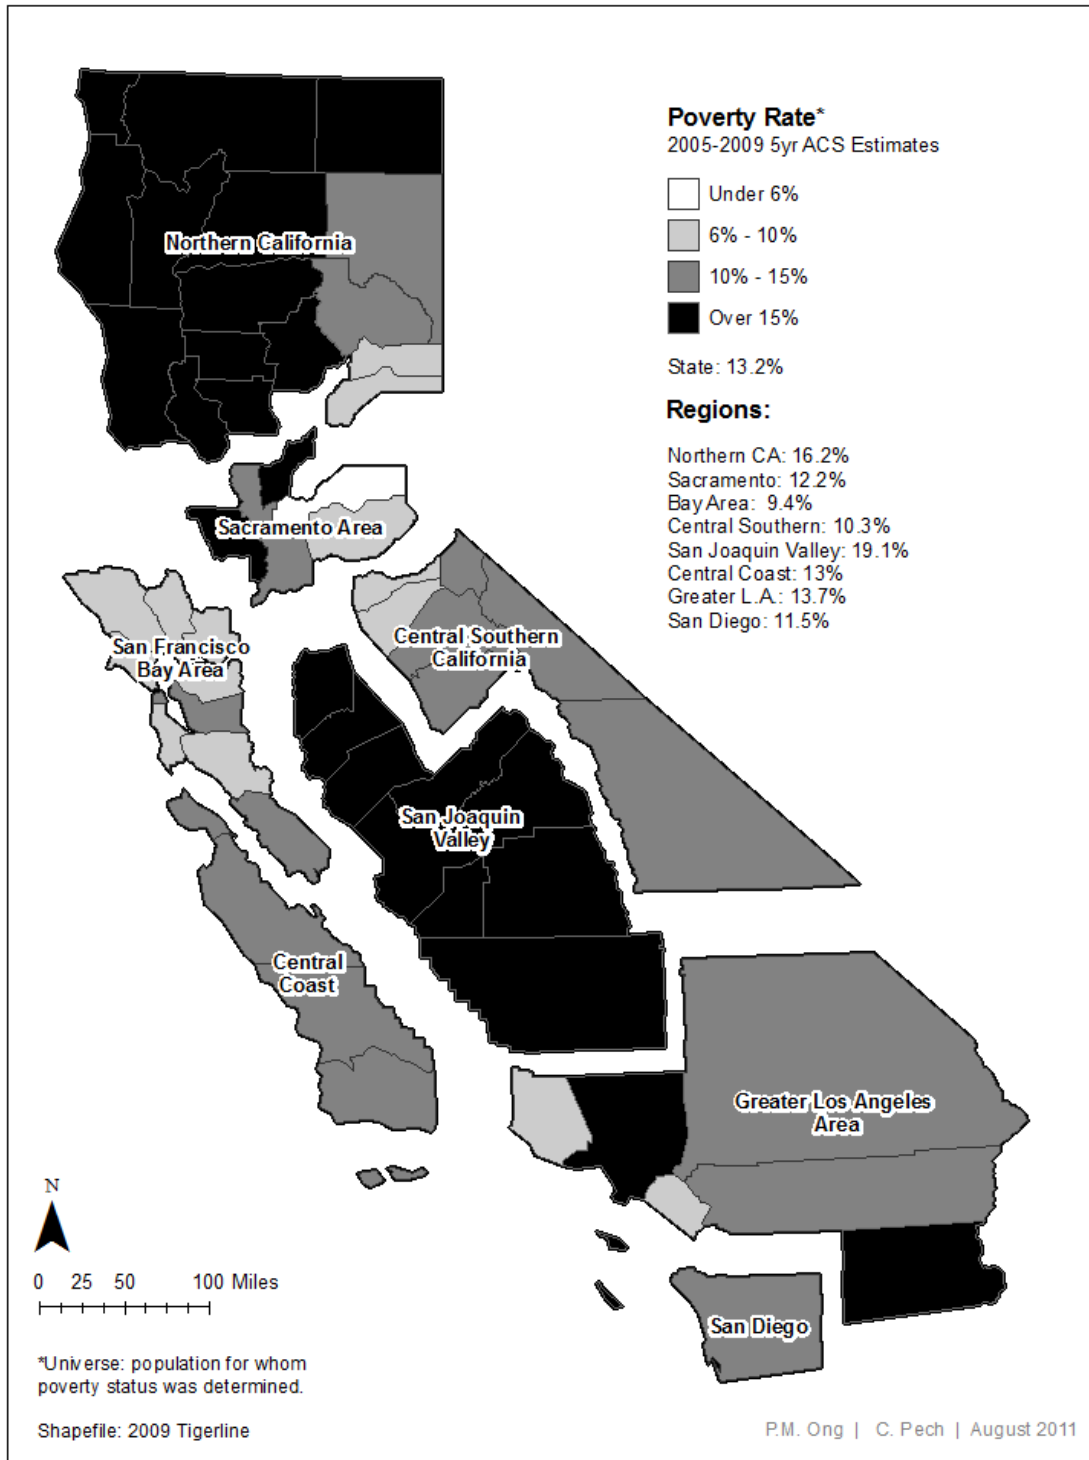 Poverty Rate*
2005-2009 5yr ACS Estimates
Under 6%
6% - 10%
10% - 15%
Over 15%
State: 13.2%
Regions:
Northern CA: 16.2%
Sacramento: 12.2%
Bay Area: 9.4%
Central Southern: 10.3%
San Joaquin Valley: 19.1%
Central Coast: 13%
Greater L.A.: 13.7%
San Diego: 11.5%
Northern California
Sacramento Area
San Francisco
Bay Area
Central Southern
California
San Joaquin
Valley
Central
Coast
Greater Los Angeles
Area
San Diego
N
0 25 50 100 Miles
*Universe: population for whom
poverty status was determined.
Shapefile: 2009 Tigerline
P.M. Ong | C. Pech | August 2011